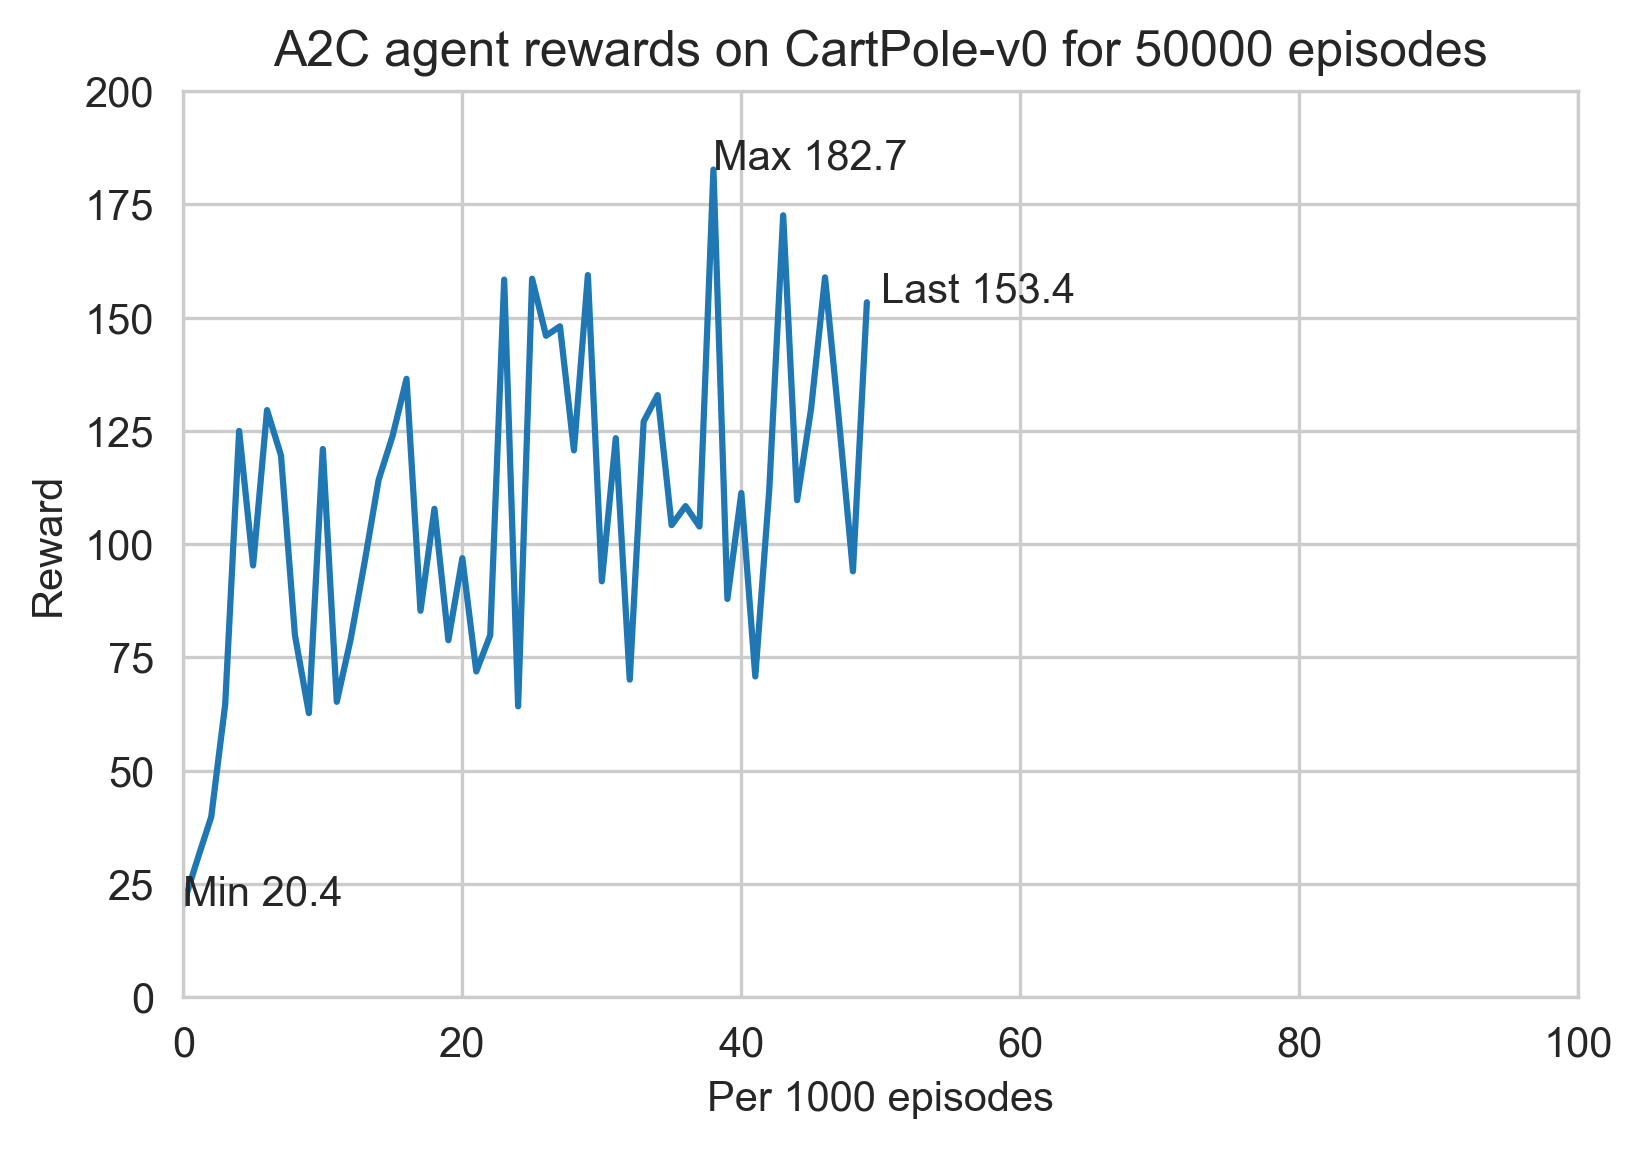 A2C agent rewards on CartPole-v0 for 50000 episodes
200
175
150
125
100
75
50
25
0
Reward
Max 182.7
Last 153.4
Min 20.4
0 20 40 60 80 100
Per 1000 episodes